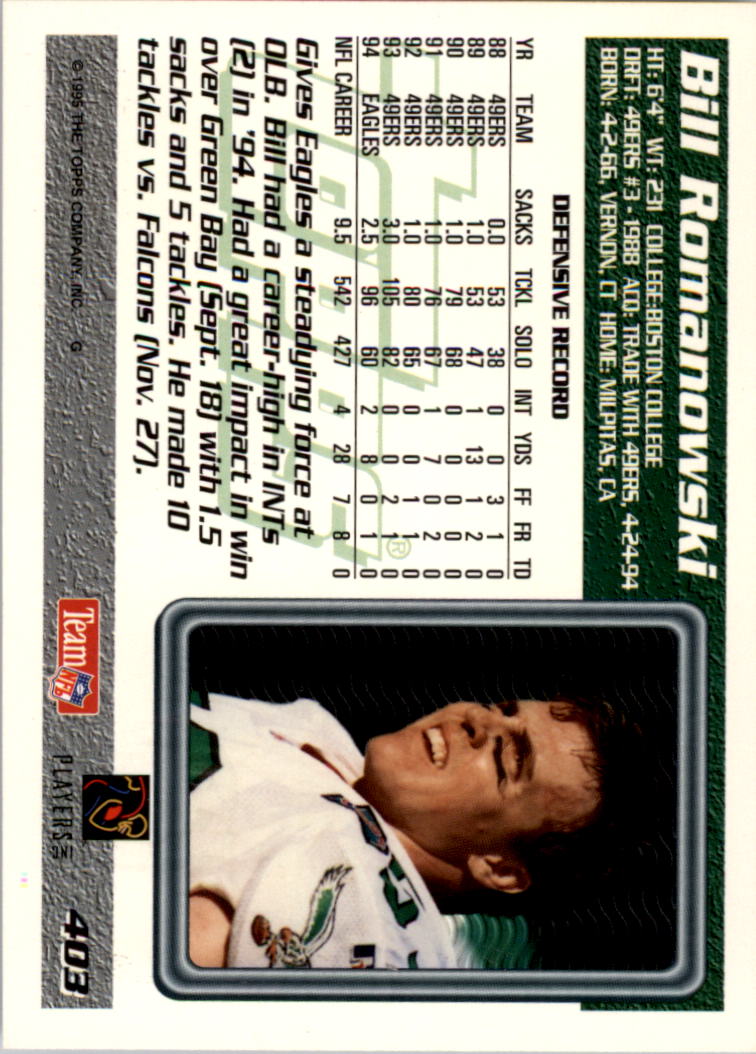 Bill Romanowski
HT: 6'4" WT: 231 COLLEGE: BOSTON COLLEGE
DRFT: 49ERS #3 - 1988 ACQ: TRADE WITH 49ERS, 4-24-94
BORN: 4-2-66, VERNON, CT HOME: MILPITAS, CA
DEFENSIVE RECORD
YR TEAM SACKS TCKL SOLO INT YDS FF FR TD
88 49ERS 0.0 53 38 0 0 3 1 0
89 49ERS 1.0 53 47 1 13 1 2 0
90 49ERS 1.0 79 68 0 0 0 1 0
91 49ERS 1.0 76 67 1 7 0 2 0
92 49ERS 1.0 80 65 0 0 1 1 0
93 49ERS 3.0 105 82 0 0 2 1 0
94 EAGLES 2.5 96 60 2 8 0 1 0
NFL CAREER 9.5 542 427 4 28 7 8 0
Topps®
Gives Eagles a steadying force at
OLB. Bill had a career-high in INTs
(2) in '94. Had a great impact in win
over Green Bay (Sept. 18) with 1.5
sacks and 5 tackles. He made 10
tackles vs. Falcons (Nov. 27).
© 1995 THE TOPPS COMPANY, INC. G
Team NFL
PLAYERS INC
403